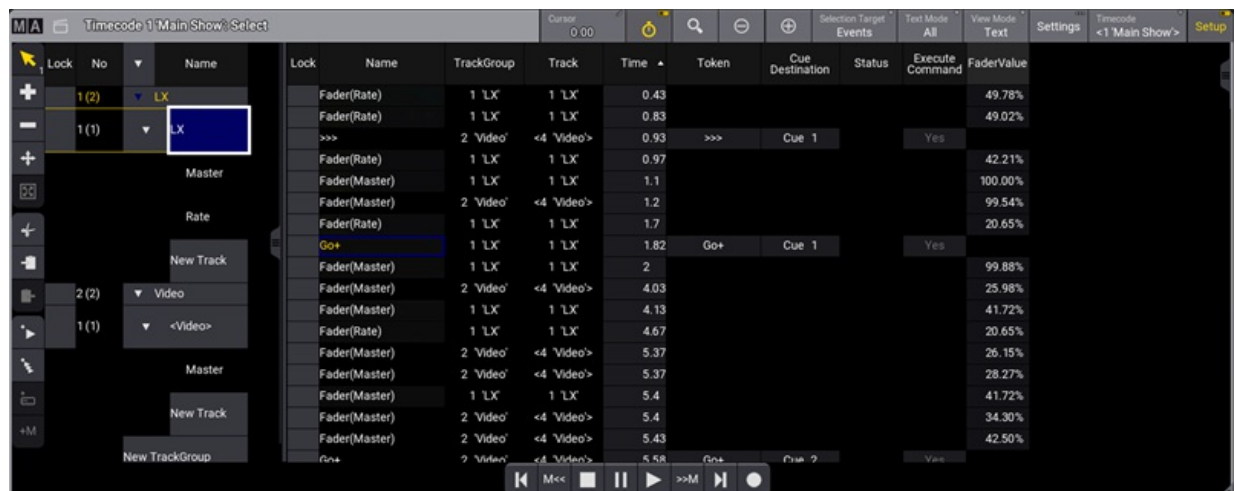 MA Timecode 1 'Main Show': Select Cursor 0.00 Selection Target Events Text Mode All View Mode Text Settings Timecode <1 'Main Show'> Setup
Lock No Name Lock Name TrackGroup Track Time Token Cue Destination Status Execute Command FaderValue
1 (2) LX
1 (1) LX
Master
Rate
New Track
2 (2) Video
1 (1) <Video>
Master
New Track
New TrackGroup
+M
Fader(Rate) 1 'LX' 1 'LX' 0.43 49.78%
Fader(Rate) 1 'LX' 1 'LX' 0.83 49.02%
>>> 2 'Video' <4 'Video'> 0.93 >>> Cue 1 Yes
Fader(Rate) 1 'LX' 1 'LX' 0.97 42.21%
Fader(Master) 1 'LX' 1 'LX' 1.1 100.00%
Fader(Master) 2 'Video' <4 'Video'> 1.2 99.54%
Fader(Rate) 1 'LX' 1 'LX' 1.7 20.65%
Go+ 1 'LX' 1 'LX' 1.82 Go+ Cue 1 Yes
Fader(Master) 1 'LX' 1 'LX' 2 99.88%
Fader(Master) 2 'Video' <4 'Video'> 4.03 25.98%
Fader(Master) 1 'LX' 1 'LX' 4.13 41.72%
Fader(Rate) 1 'LX' 1 'LX' 4.67 20.65%
Fader(Master) 2 'Video' <4 'Video'> 5.37 26.15%
Fader(Master) 2 'Video' <4 'Video'> 5.37 28.27%
Fader(Master) 1 'LX' 1 'LX' 5.4 41.72%
Fader(Master) 2 'Video' <4 'Video'> 5.4 34.30%
Fader(Master) 2 'Video' <4 'Video'> 5.43 42.50%
Go+ 2 'Video' <4 'Video'> 5.58 Go+ Cue 2 Yes
M<< >>M